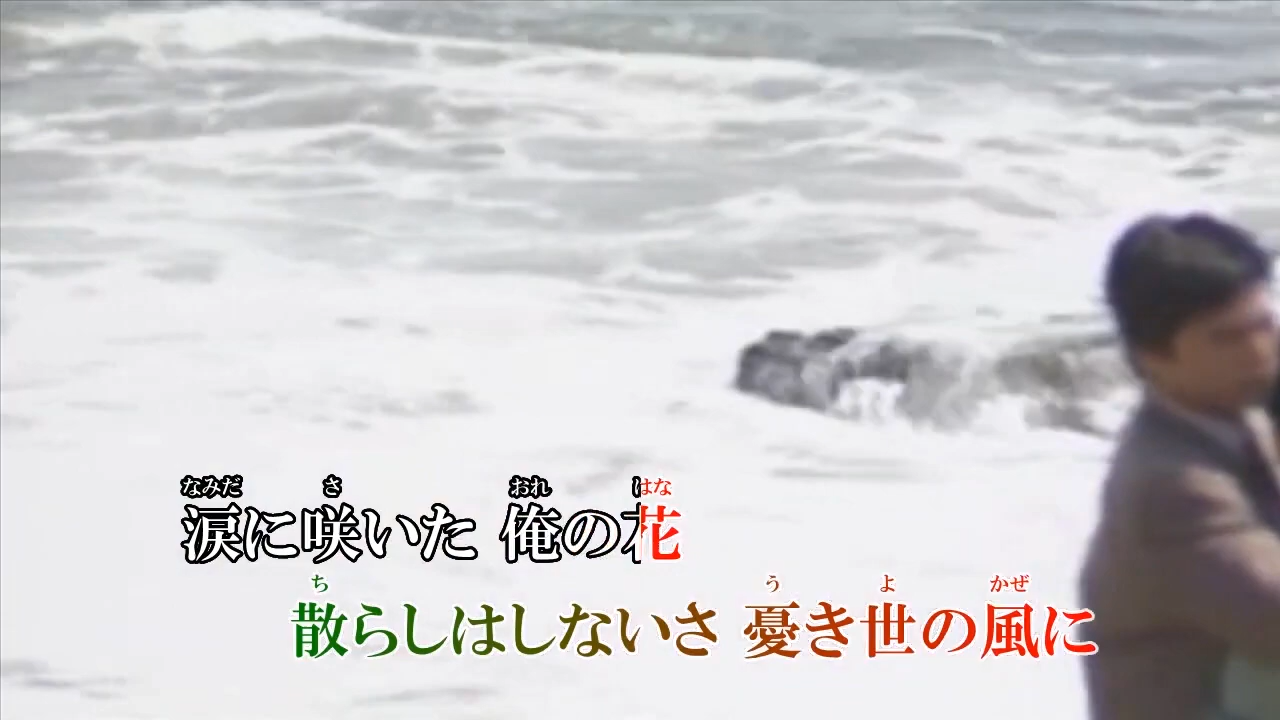 なみだ さ おれ はな
涙に咲いた 俺の花
ち う よ かぜ
散らしはしないさ 憂き世の風に